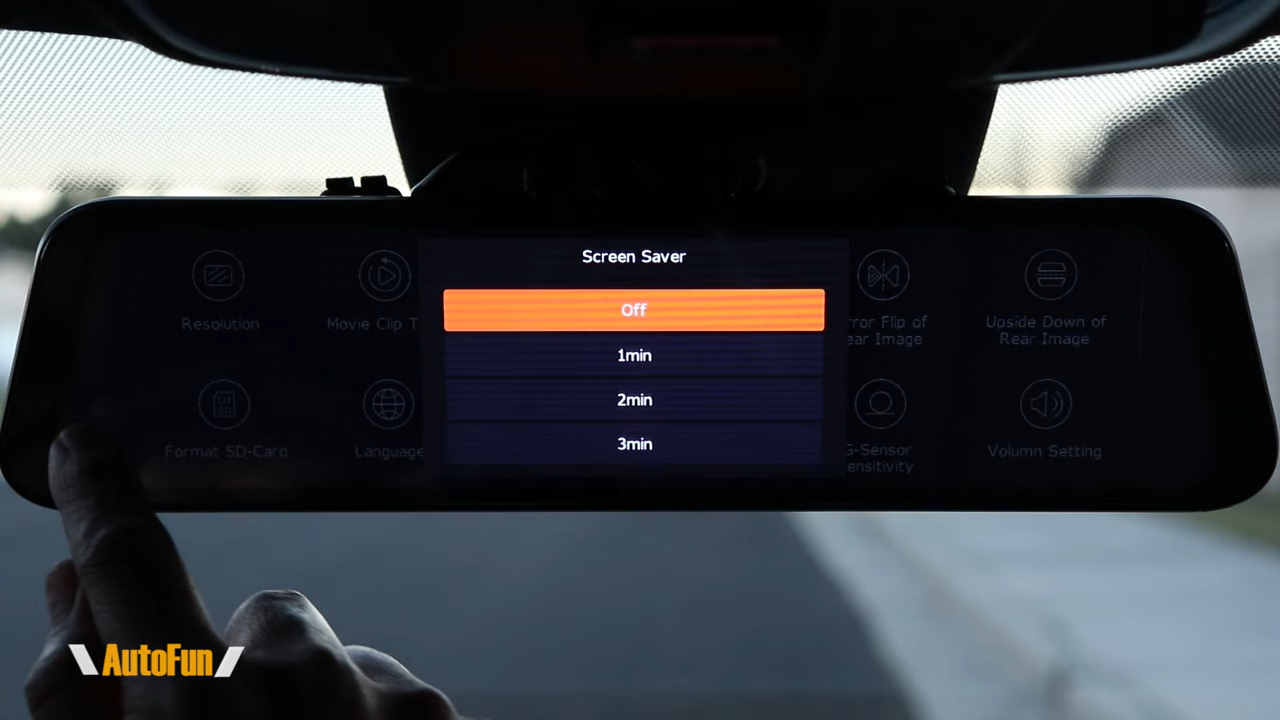 Screen Saver
Off
1min
2min
3min
Resolution
Movie Clip T
ror Flip of
ear Image
Upside Down of
Rear Image
Format SD-Card
Language
G-Sensor
ensitivity
Volumn Setting
AutoFun